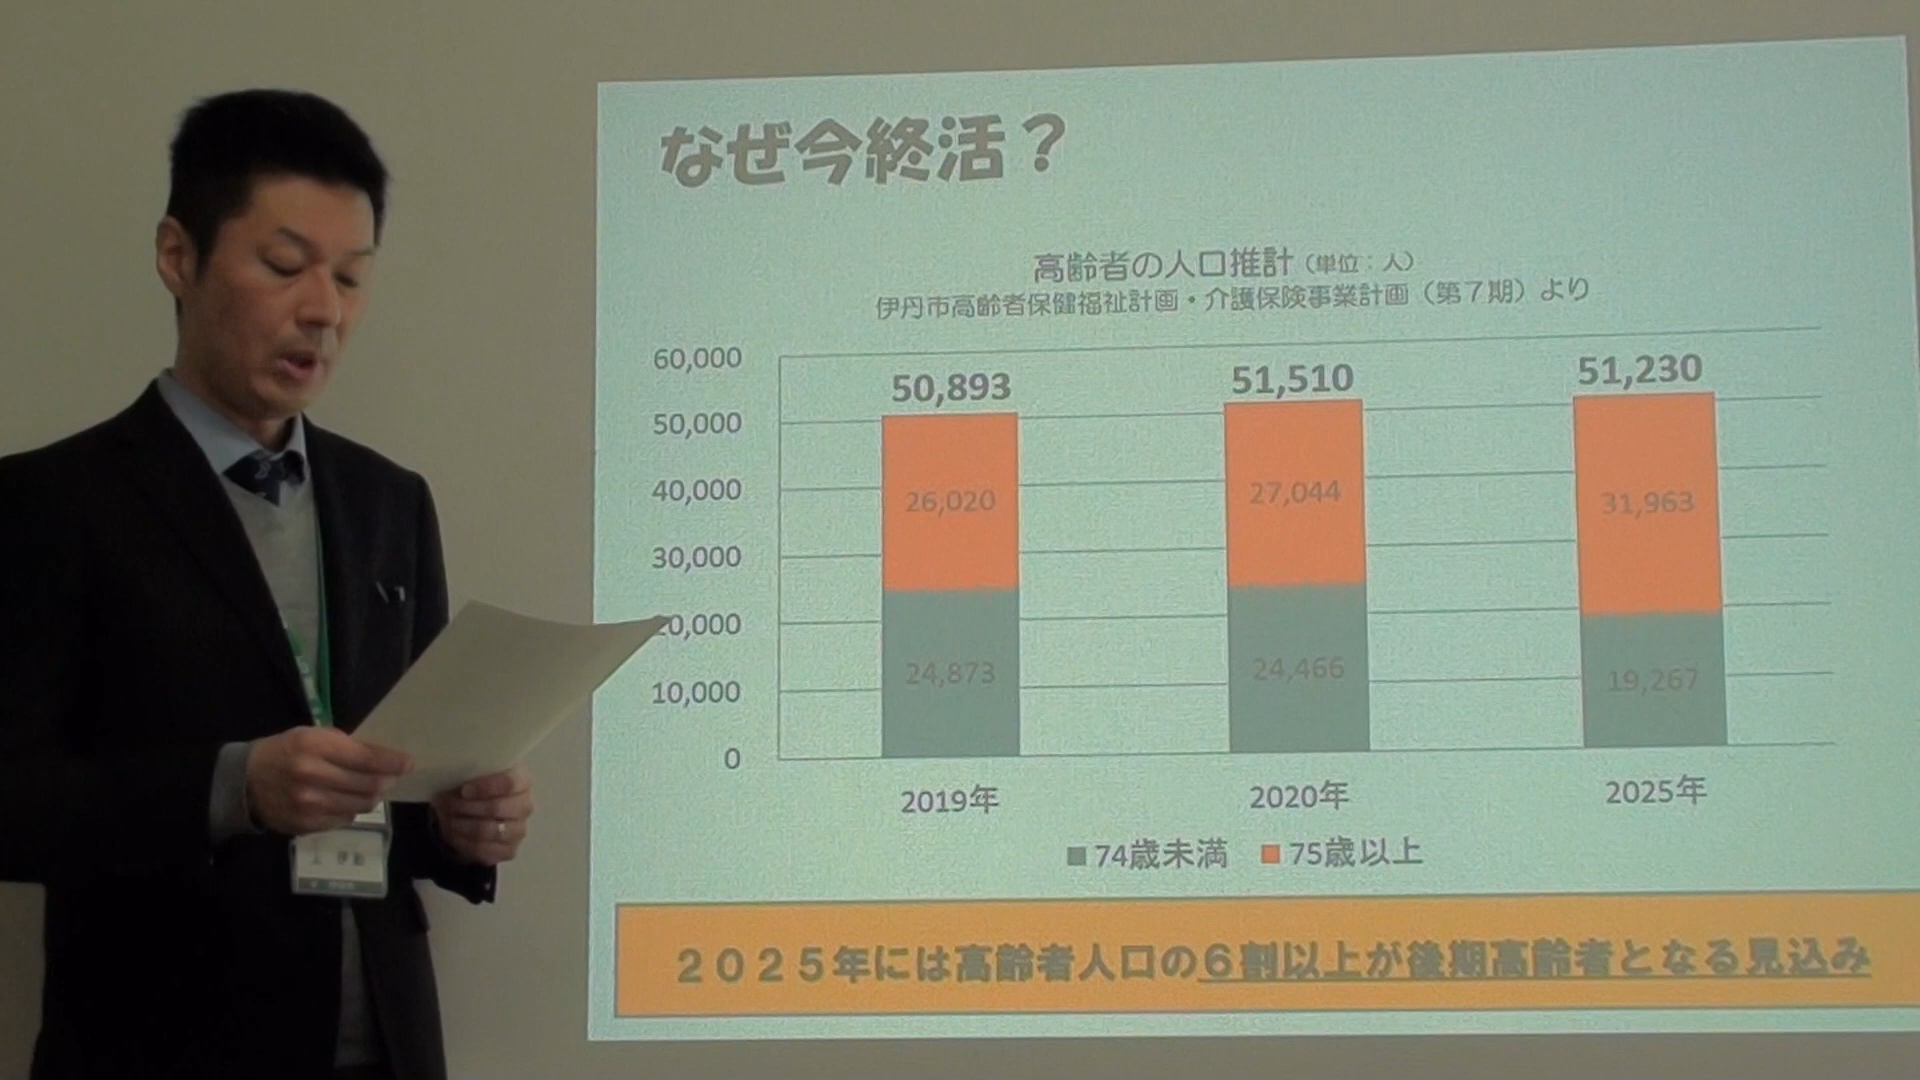 なぜ今終活？
高齢者の人口推計（単位：人）
伊丹市高齢者保健福祉計画・介護保険事業計画（第７期）より
60,000
50,000
40,000
30,000
20,000
10,000
0
50,893
51,510
51,230
26,020
27,044
31,963
24,873
24,466
19,267
2019年
2020年
2025年
74歳未満
75歳以上
２０２５年には高齢者人口の６割以上が後期高齢者となる見込み